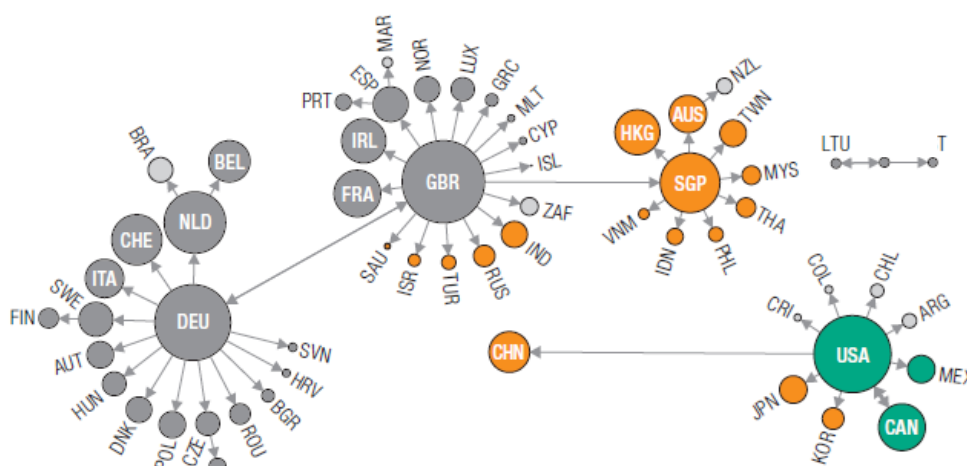 MAR
ESP
NOR
LUX
GRC
MLT
CYP
ISL
PRT
IRL
FRA
GBR
ZAF
IND
RUS
TUR
ISR
SAU
NZL
AUS
TWN
HKG
SGP
MYS
THA
PHL
IDN
VNM
LTU
T
BRA
BEL
NLD
CHE
ITA
SWE
FIN
DEU
AUT
HUN
DNK
POL
CZE
ROU
BGR
HRV
SVN
CHN
COL
CHL
CRI
ARG
USA
MEX
JPN
KOR
CAN